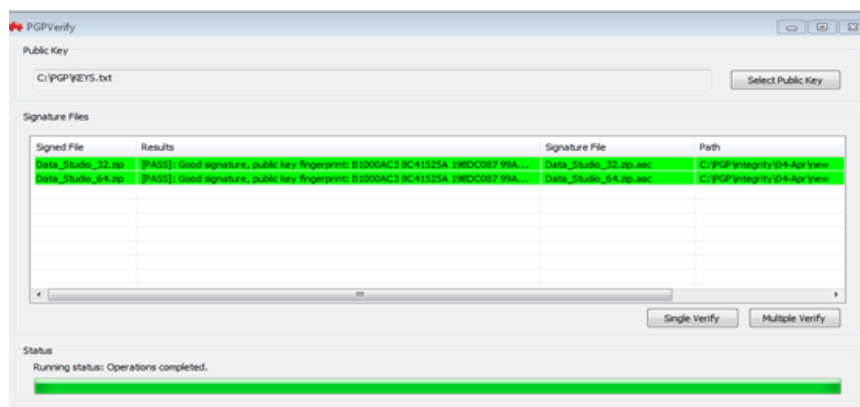 PGPVerify
Public Key
C:\PGP\KEYS.txt
Select Public Key
Signature Files
Signed File Results Signature File Path
Data_Studio_32.zip [PASS]: Good signature, public key fingerprint: B1000AC3 8C41525A 19BDC087 99A... Data_Studio_32.zip.asc C:\PGP\integrity\04-Apr\new
Data_Studio_64.zip [PASS]: Good signature, public key fingerprint: B1000AC3 8C41525A 19BDC087 99A... Data_Studio_64.zip.asc C:\PGP\integrity\04-Apr\new
Single Verify Multiple Verify
Status
Running status: Operations completed.